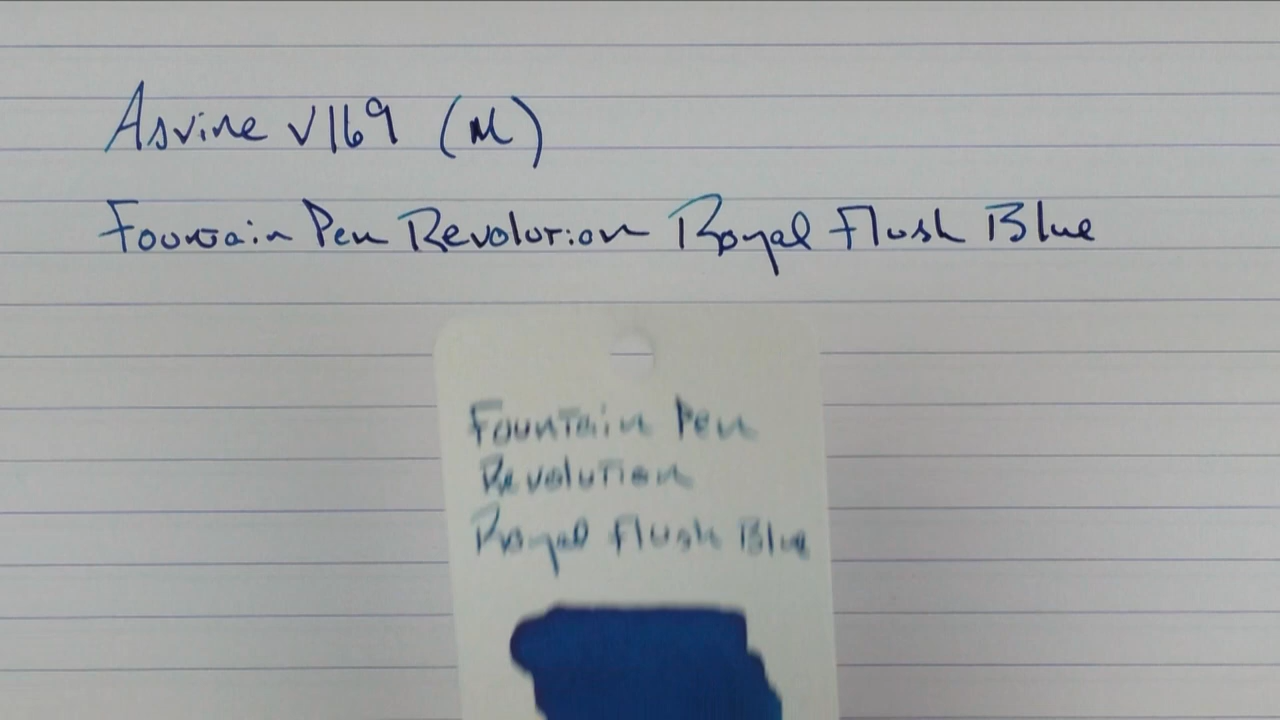 Asvine V169 (M)
Fountain Pen Revolution Royal Flush Blue
Fountain Pen
Revolution
Royal Flush Blue